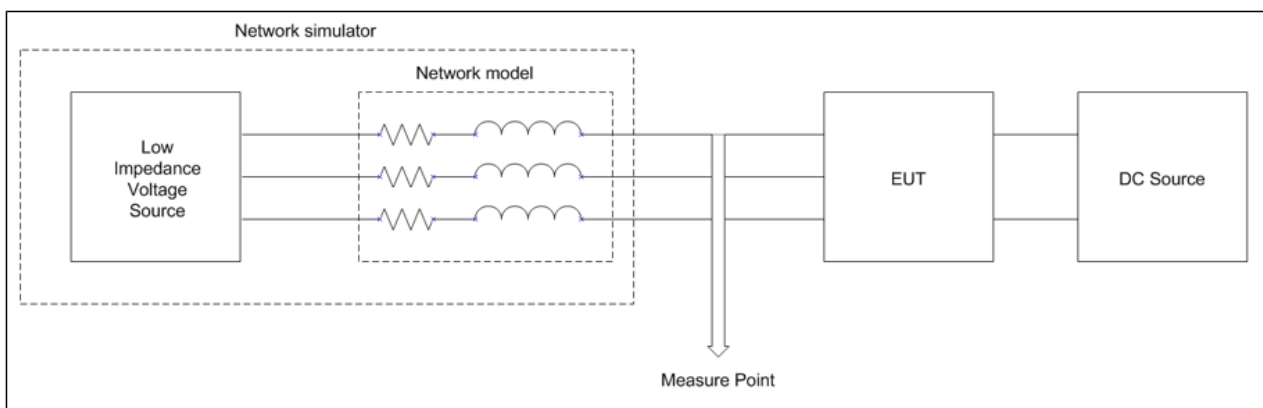 Network simulator
Network model
Low
Impedance
Voltage
Source
EUT
DC Source
Measure Point